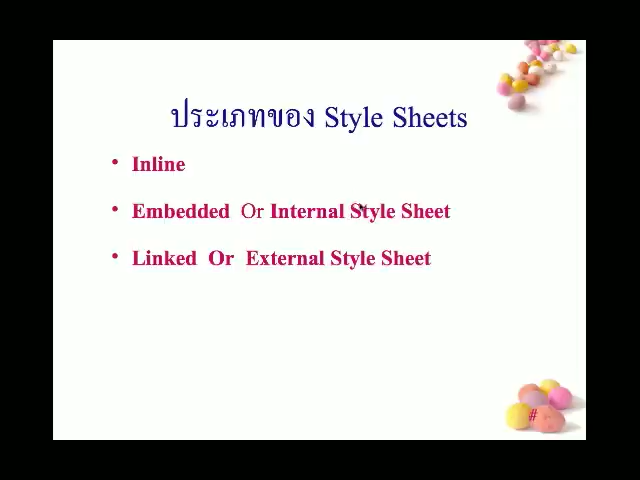 ประเภทของ Style Sheets
• Inline
• Embedded Or Internal Style Sheet
• Linked Or External Style Sheet
#